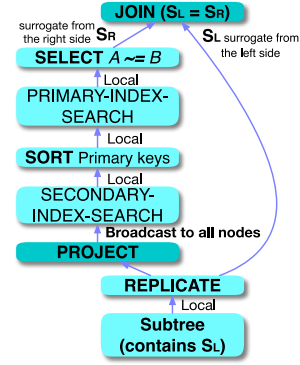 JOIN (SL = SR)
surrogate from
the right side
SR
SL surrogate from
the left side
SELECT A ~= B
Local
PRIMARY-INDEX-
SEARCH
Local
SORT Primary keys
Local
SECONDARY-
INDEX-SEARCH
Broadcast to all nodes
PROJECT
REPLICATE
Local
Subtree
(contains SL)